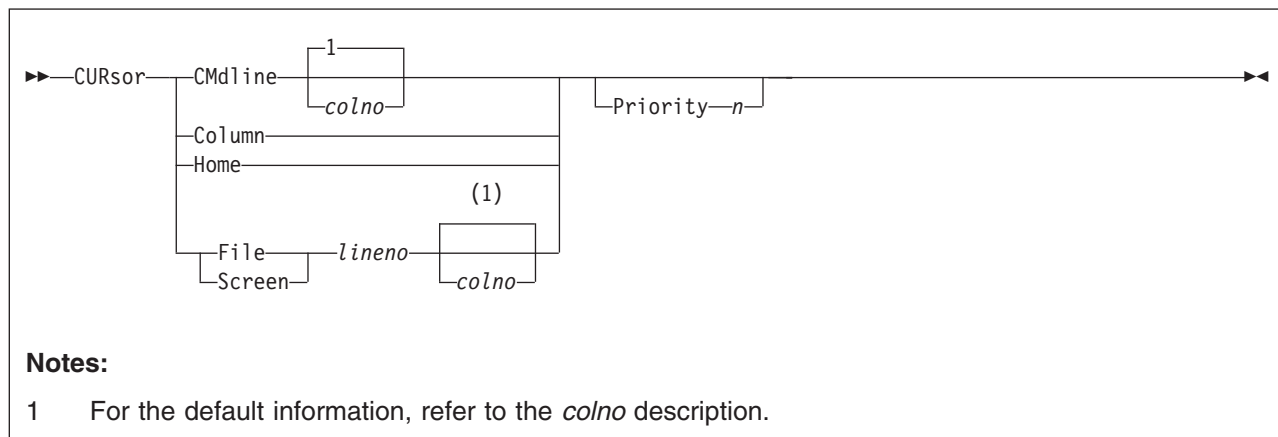 1
CURsor CMdline colno Priority n
Column
Home
(1)
File lineno colno
Screen
Notes:
1 For the default information, refer to the colno description.